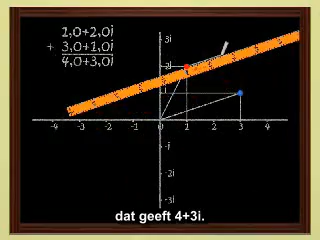 1,0+2,0i
+ 3,0+1,0i
4,0+3,0i
3i
2i
i
-4 -3 -2 -1 0 1 2 3 4
-i
-2i
-3i
dat geeft 4+3i.